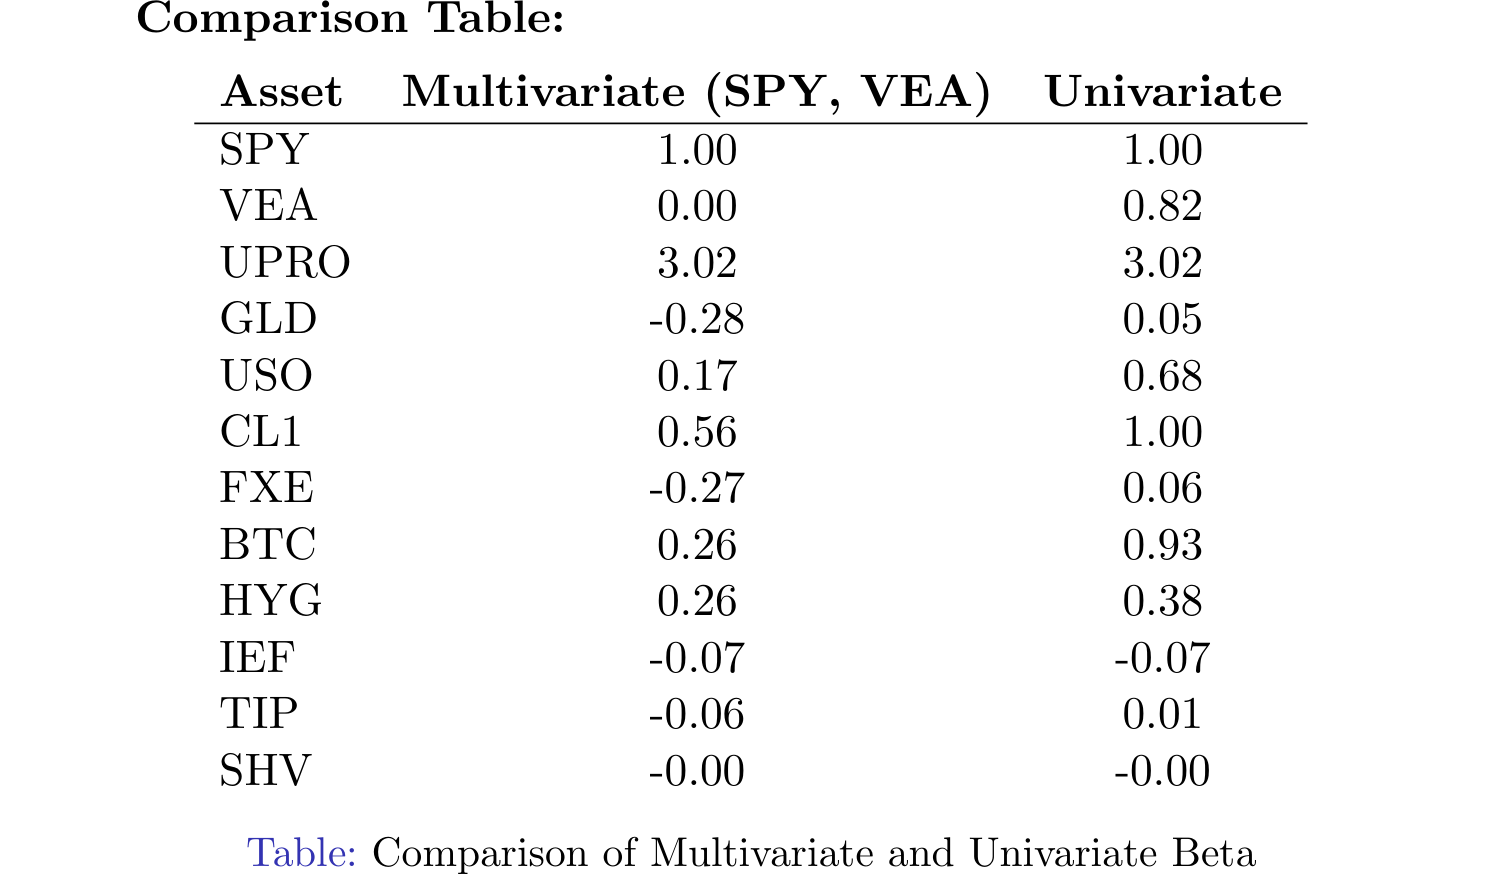 Comparison Table:
Asset Multivariate (SPY, VEA) Univariate
SPY 1.00 1.00
VEA 0.00 0.82
UPRO 3.02 3.02
GLD -0.28 0.05
USO 0.17 0.68
CL1 0.56 1.00
FXE -0.27 0.06
BTC 0.26 0.93
HYG 0.26 0.38
IEF -0.07 -0.07
TIP -0.06 0.01
SHV -0.00 -0.00
Table: Comparison of Multivariate and Univariate Beta